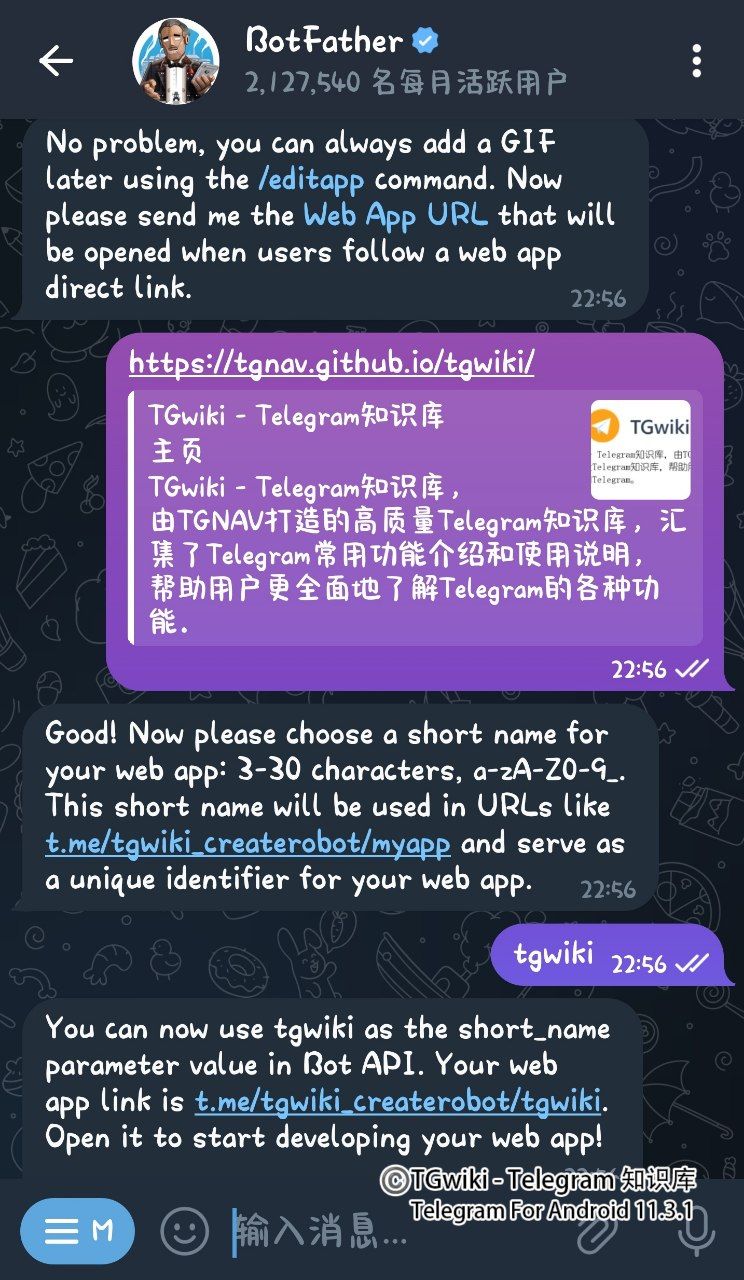 BotFather
2,127,540 名每月活跃用户
No problem, you can always add a GIF
later using the /editapp command. Now
please send me the Web App URL that will
be opened when users follow a web app
direct link.
22:56
https://tgnav.github.io/tgwiki/
TGwiki - Telegram知识库
主页
TGwiki - Telegram知识库，
由TGNAV打造的高质量Telegram知识库，汇
集了Telegram常用功能介绍和使用说明，
帮助用户更全面地了解Telegram的各种功
能.
TGwiki
Telegram知识库，由TG
Telegram知识库，帮助用
Telegram。
22:56
Good! Now please choose a short name for
your web app: 3-30 characters, a-zA-Z0-9_.
This short name will be used in URLs like
t.me/tgwiki_createrobot/myapp and serve as
a unique identifier for your web app.
22:56
tgwiki 22:56
You can now use tgwiki as the short_name
parameter value in Bot API. Your web
app link is t.me/tgwiki_createrobot/tgwiki.
Open it to start developing your web app!
©TGwiki - Telegram 知识库
Telegram For Android 11.3.1
M
输入消息...